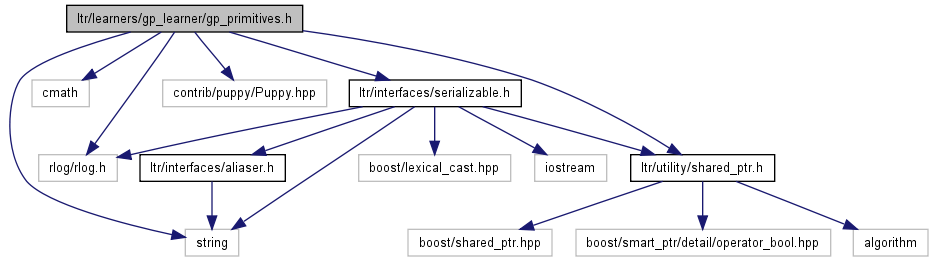 ltr/learners/gp_learner/gp_primitives.h
cmath
contrib/puppy/Puppy.hpp
ltr/interfaces/serializable.h
rlog/rlog.h
ltr/interfaces/aliaser.h
boost/lexical_cast.hpp
iostream
ltr/utility/shared_ptr.h
string
boost/shared_ptr.hpp
boost/smart_ptr/detail/operator_bool.hpp
algorithm